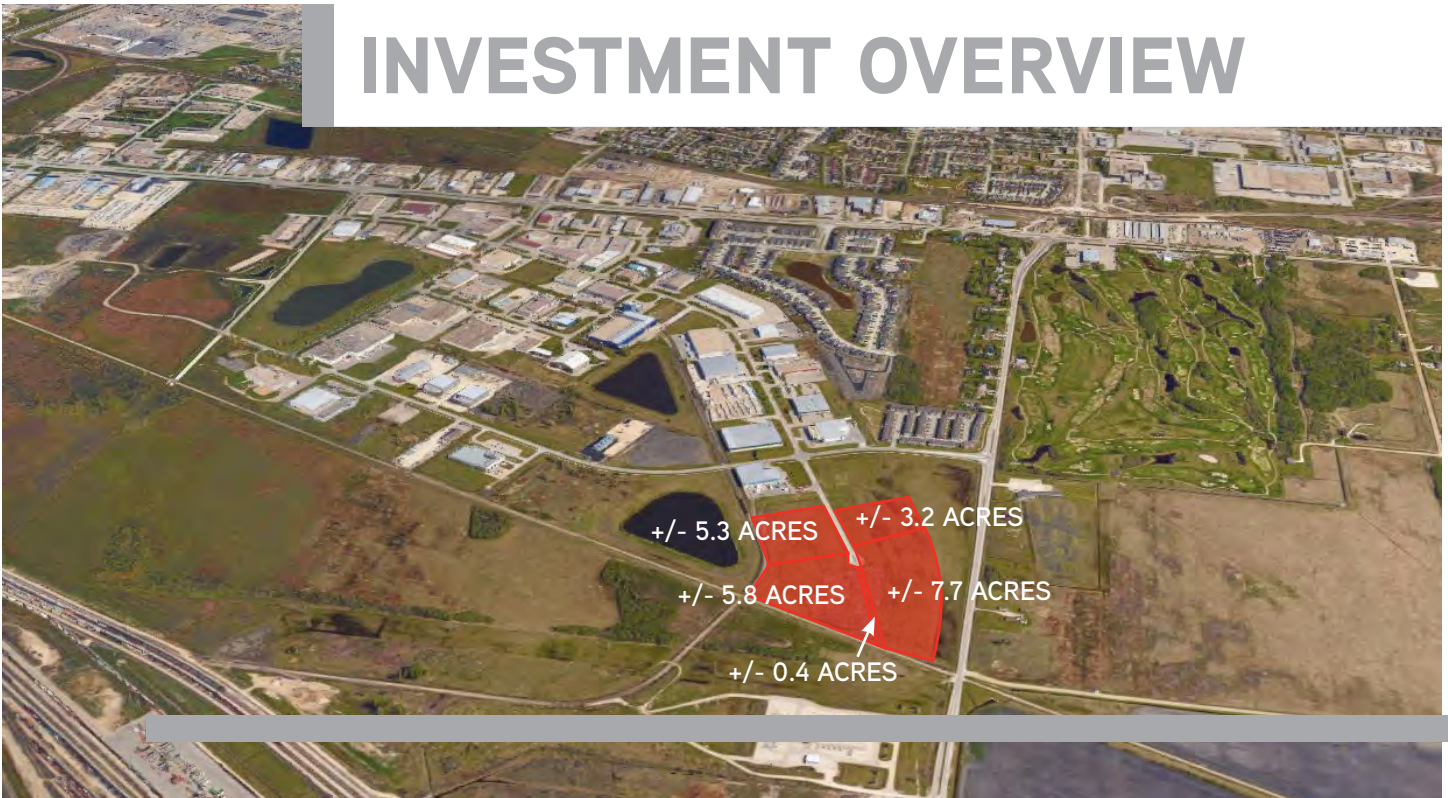 INVESTMENT OVERVIEW
+/- 5.3 ACRES
+/- 3.2 ACRES
+/- 5.8 ACRES
+/- 7.7 ACRES
+/- 0.4 ACRES